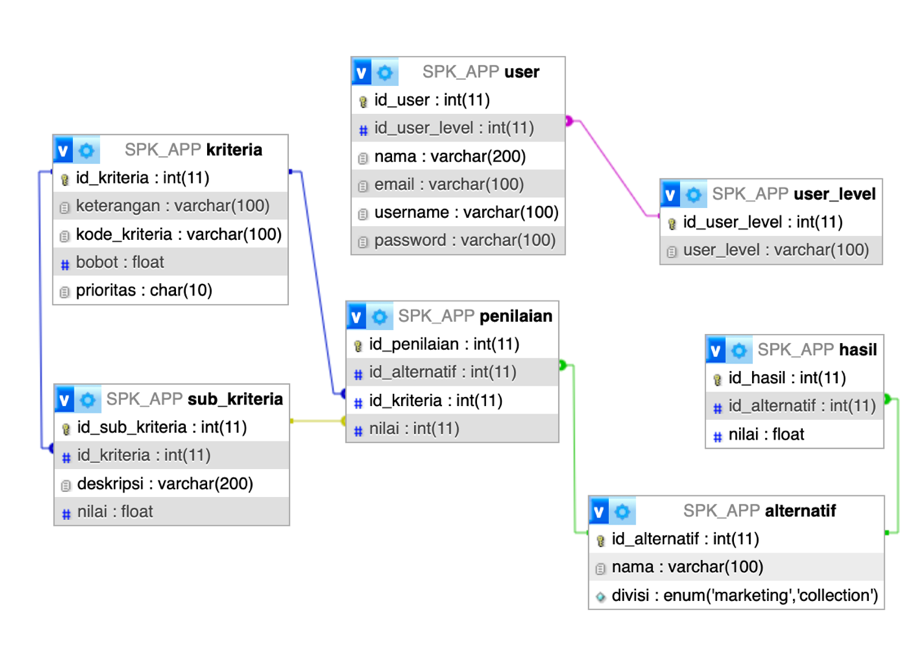 SPK_APP user
id_user : int(11)
id_user_level : int(11)
nama : varchar(200)
email : varchar(100)
username : varchar(100)
password : varchar(100)
SPK_APP kriteria
id_kriteria : int(11)
keterangan : varchar(100)
kode_kriteria : varchar(100)
bobot : float
prioritas : char(10)
SPK_APP user_level
id_user_level : int(11)
user_level : varchar(100)
SPK_APP penilaian
id_penilaian : int(11)
id_alternatif : int(11)
id_kriteria : int(11)
nilai : int(11)
SPK_APP hasil
id_hasil : int(11)
id_alternatif : int(11)
nilai : float
SPK_APP sub_kriteria
id_sub_kriteria : int(11)
id_kriteria : int(11)
deskripsi : varchar(200)
nilai : float
SPK_APP alternatif
id_alternatif : int(11)
nama : varchar(100)
divisi : enum('marketing','collection')